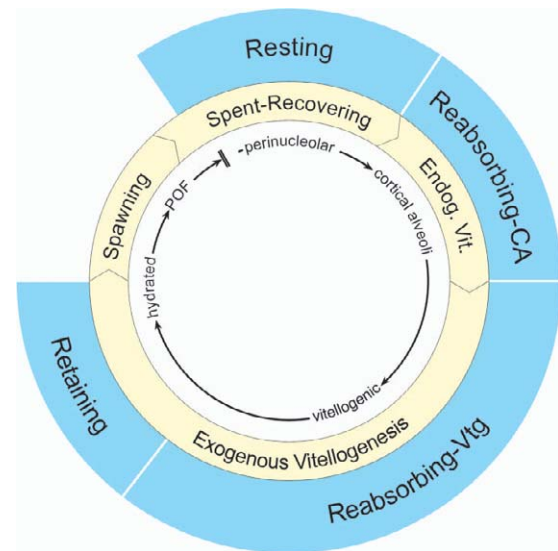 Resting
Reabsorbing-CA
Reabsorbing-Vtg
Retaining
Spent-Recovering
Endog. Vit.
Exogenous Vitellogenesis
Spawning
-perinucleolar
cortical alveoli
vitellogenic
hydrated
POF